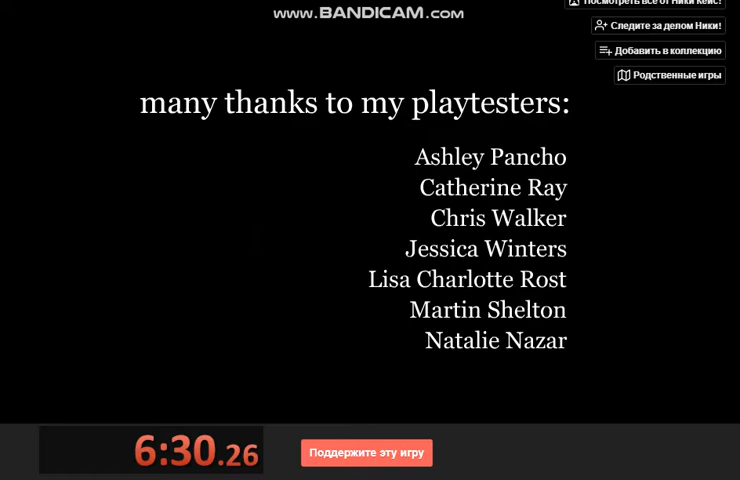 www.BANDICAM.com
Посмотреть все от Ники Кейс!
Следите за делом Ники!
Добавить в коллекцию
Родственные игры
many thanks to my playtesters:
Ashley Pancho
Catherine Ray
Chris Walker
Jessica Winters
Lisa Charlotte Rost
Martin Shelton
Natalie Nazar
6:30.26
Поддержите эту игру